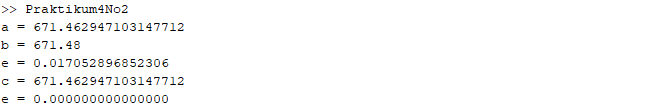 >> Praktikum4No2
a = 671.462947103147712
b = 671.48
e = 0.017052896852306
c = 671.462947103147712
e = 0.000000000000000